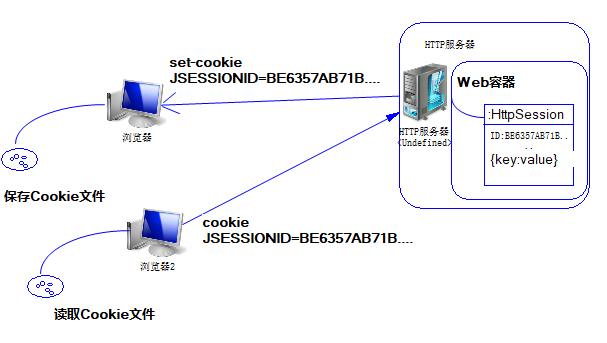 HTTP服务器
set-cookie
JSESSIONID=BE6357AB71B....
Web容器
:HttpSession
ID:BE6357AB71B..
..
{key:value}
HTTP服务器
<Undefined>
浏览器
保存Cookie文件
cookie
JSESSIONID=BE6357AB71B....
浏览器2
读取Cookie文件